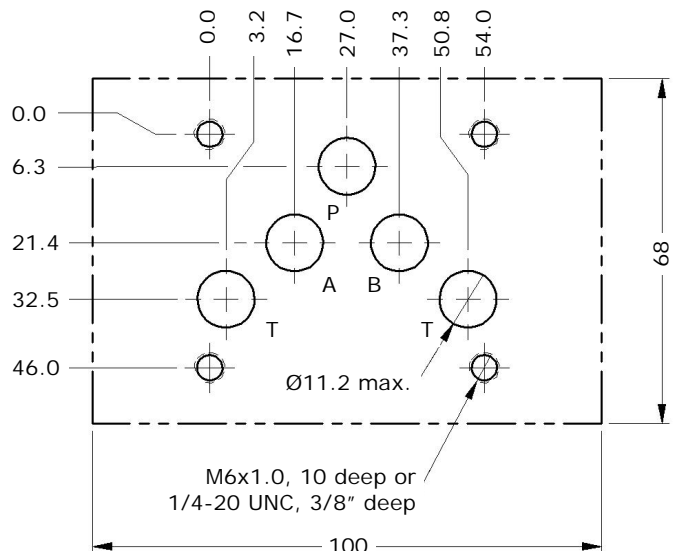 0.0
3.2
16.7
27.0
37.3
50.8
54.0
0.0
6.3
P
21.4
A
B
68
32.5
T
T
46.0
Ø11.2 max.
M6x1.0, 10 deep or
1/4-20 UNC, 3/8" deep
100